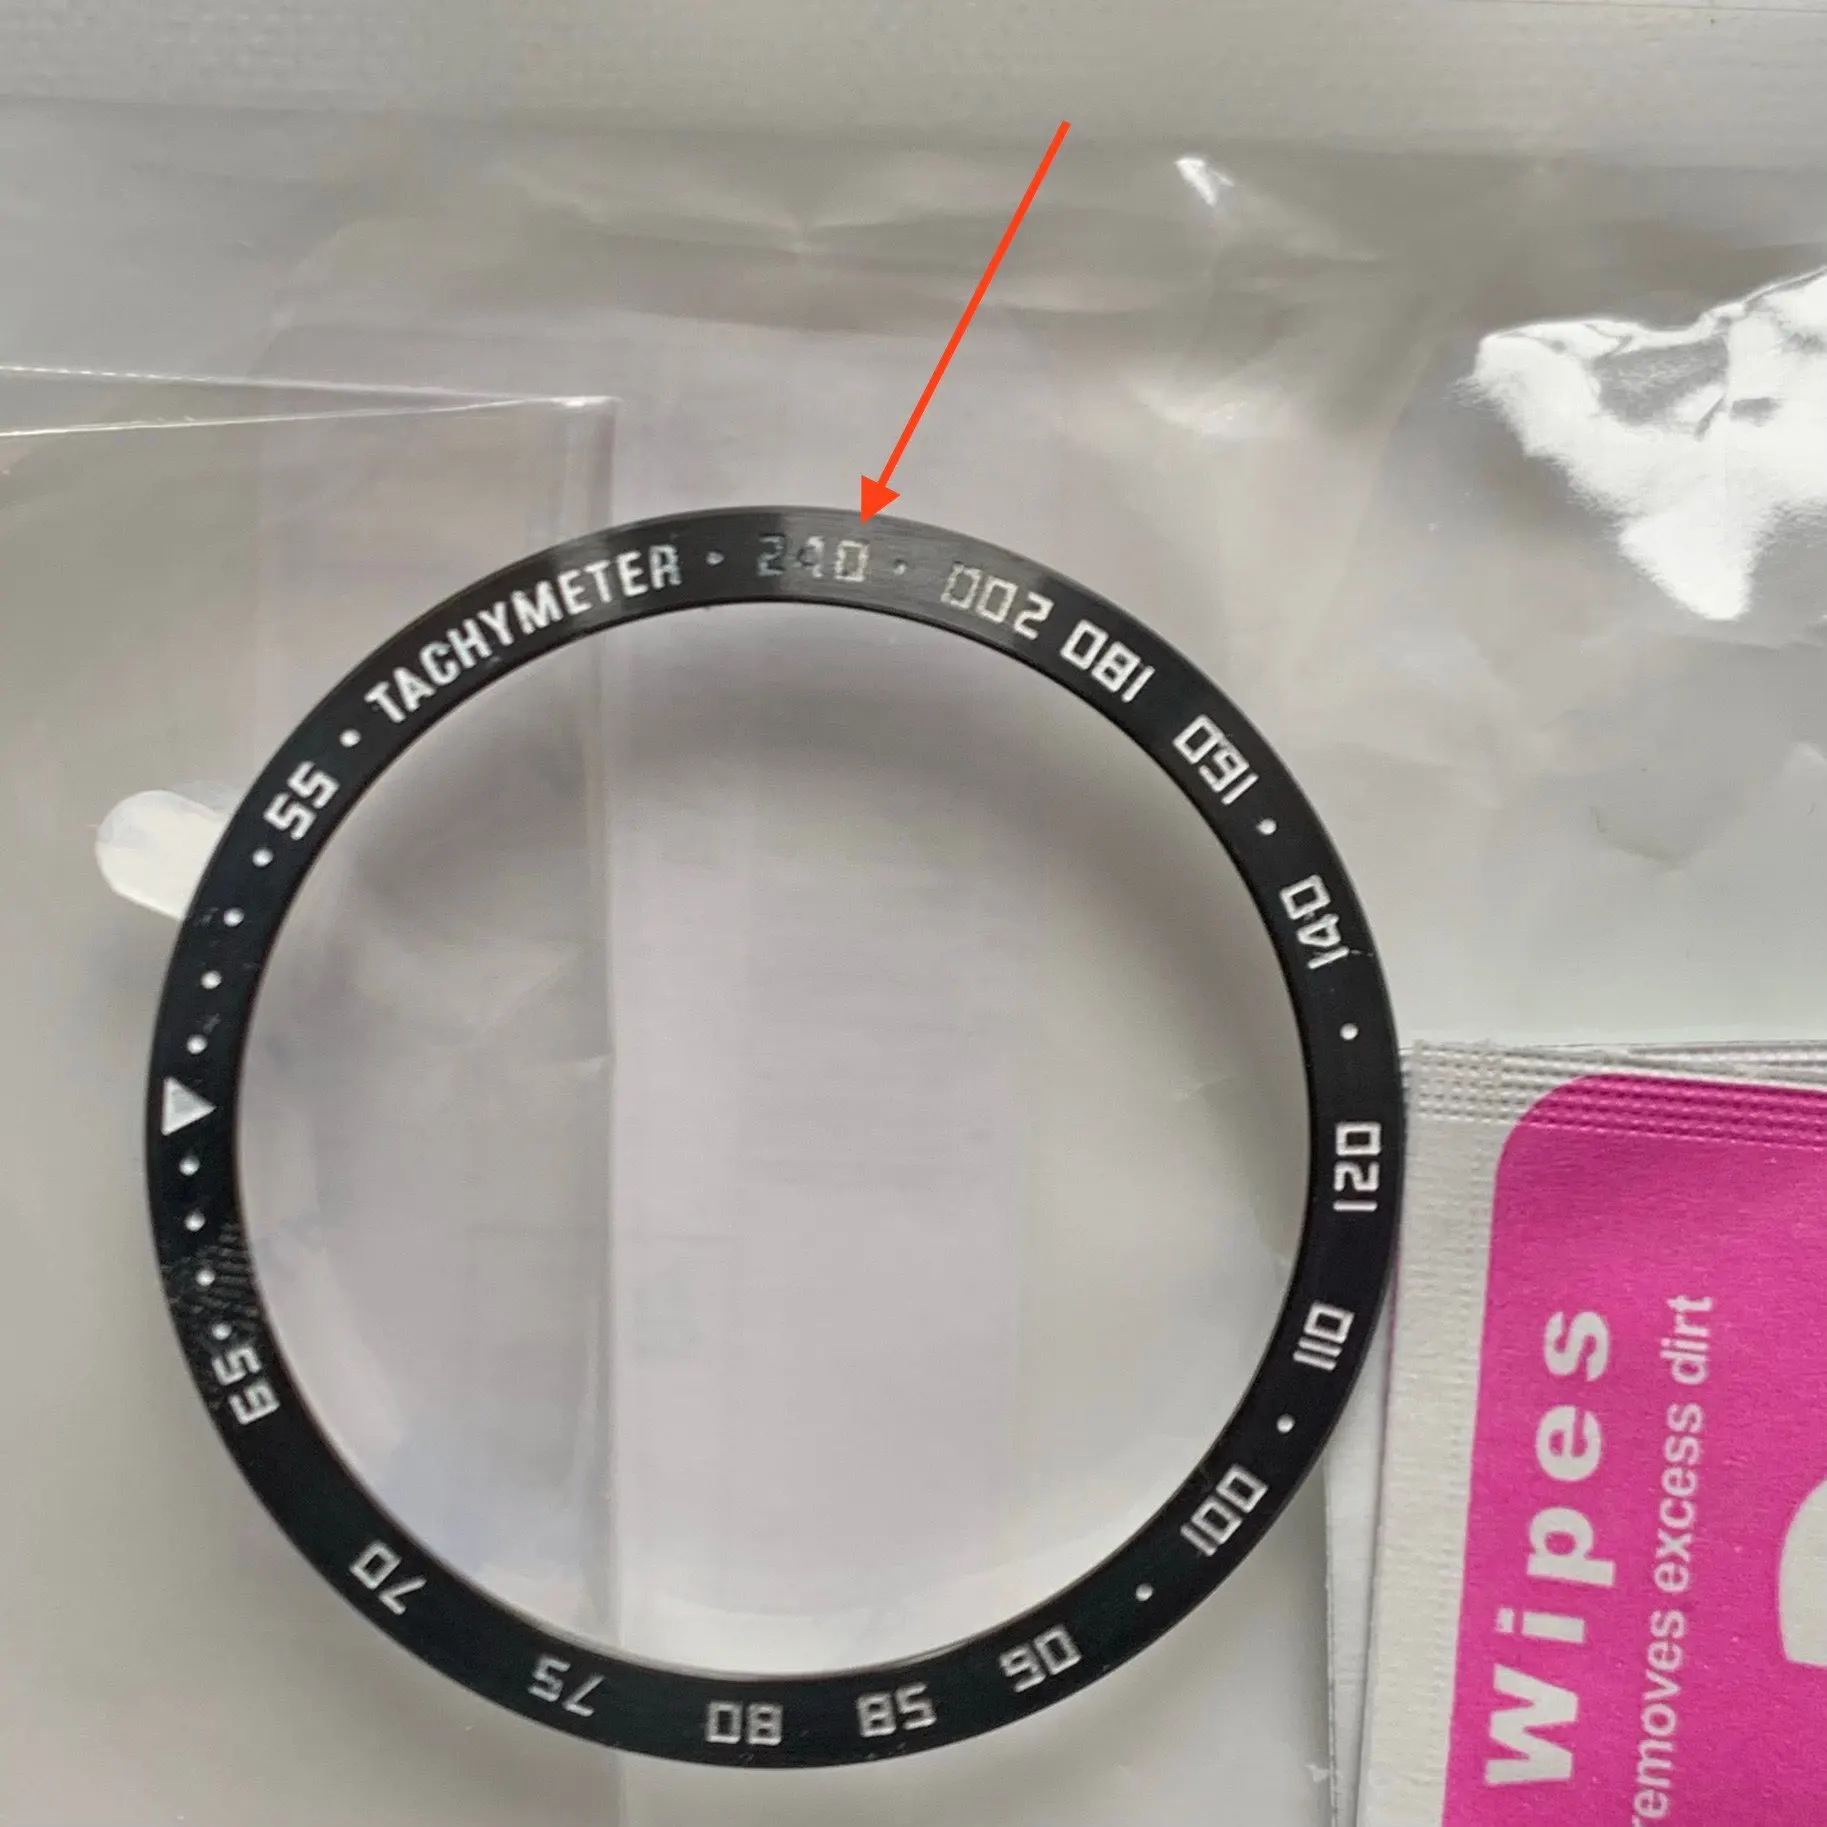 TACHYMETER · 240 · 200 180 160 · 140 · 120 110 · 100 · 90 85 80 75 70 65 · · · · ▲ · · · · 55 ·
wipes
removes excess dirt